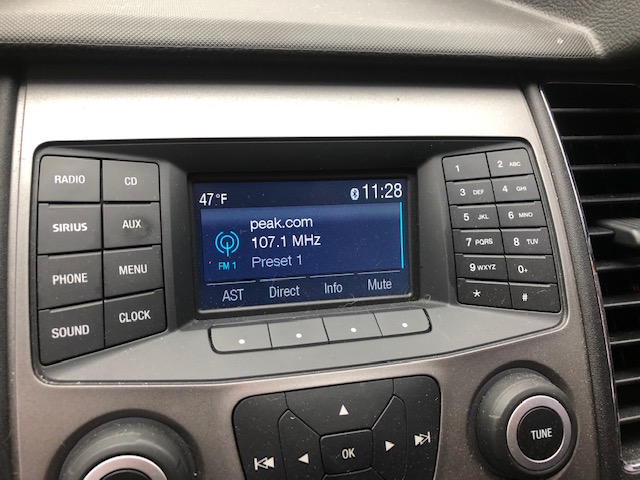 RADIO
CD
SIRIUS
AUX
PHONE
MENU
SOUND
CLOCK
47°F
11:28
peak.com
107.1 MHz
FM 1
Preset 1
AST Direct Info Mute
1
2 ABC
3 DEF
4 GHI
5 JKL
6 MNO
7 PQRS
8 TUV
9 WXYZ
0+
*
#
OK
TUNE